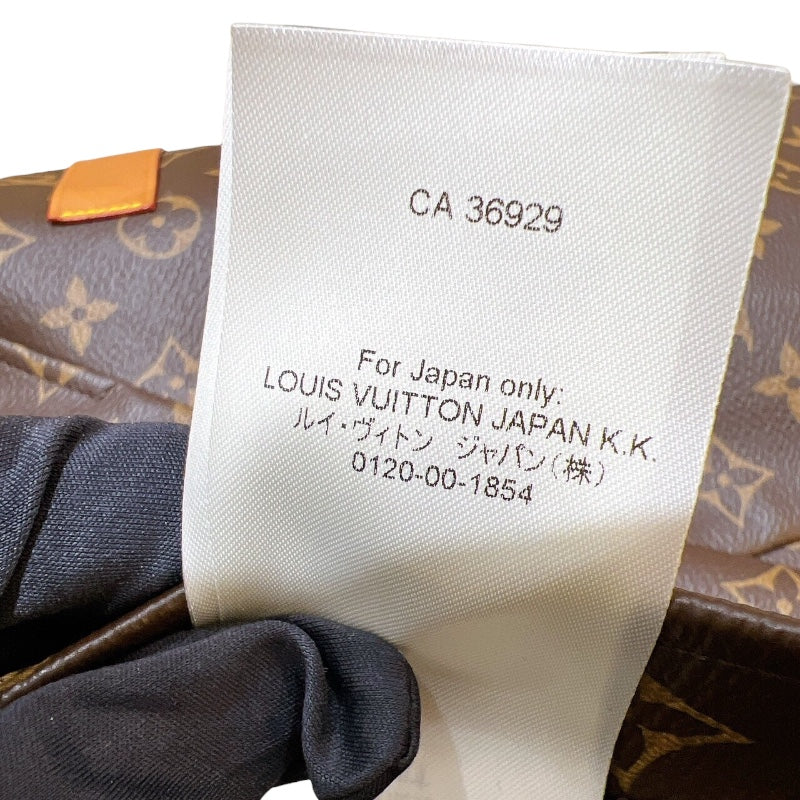 CA 36929
For Japan only:
LOUIS VUITTON JAPAN K.K.
ルイ・ヴィトン ジャパン(株)
0120-00-1854